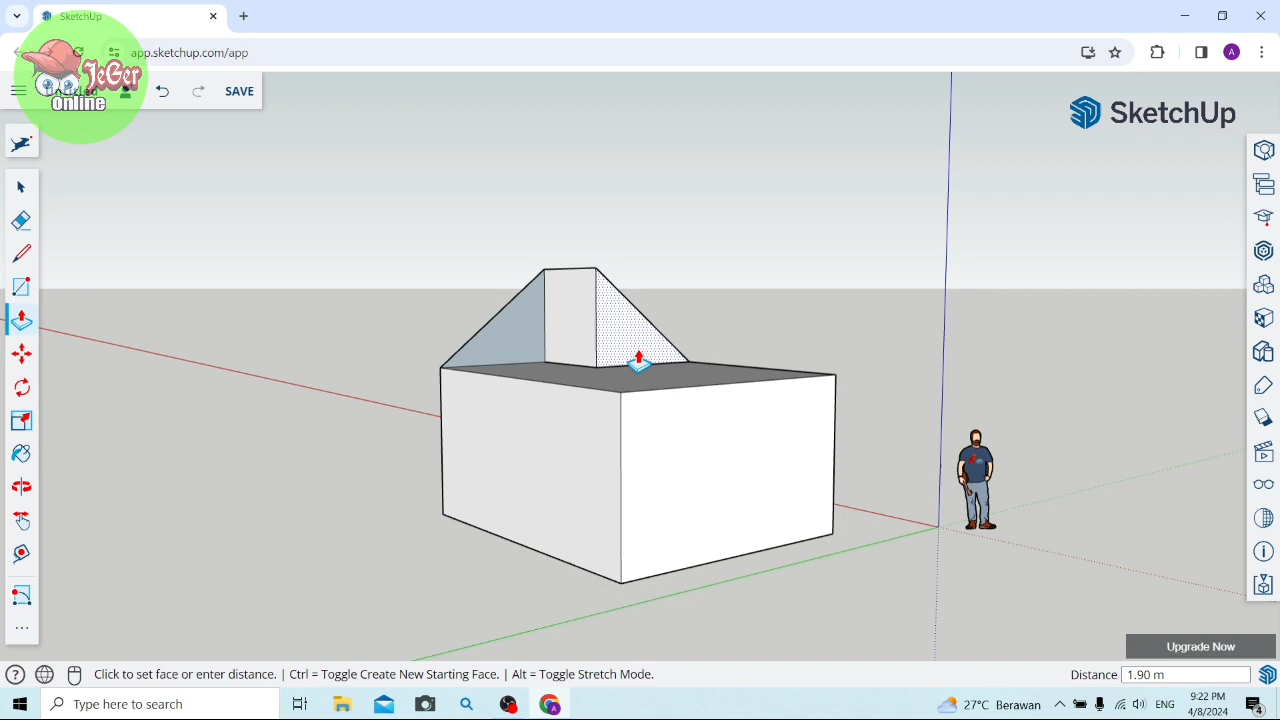 SketchUp
app.sketchup.com/app
A
JeGer
online
SAVE
SketchUp
Upgrade Now
Click to set face or enter distance. | Ctrl = Toggle Create New Starting Face. | Alt = Toggle Stretch Mode.
Distance
1.90 m
Type here to search
A
27°C
Berawan
ENG
9:22 PM
4/8/2024
4